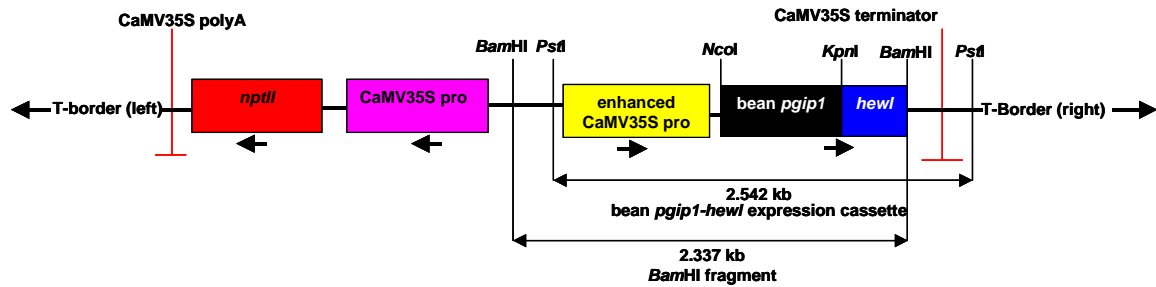 CaMV35S polyA
CaMV35S terminator
BamHI PstI
NcoI
KpnI BamHI PstI
T-border (left)
nptII
CaMV35S pro
enhanced
CaMV35S pro
bean pgip1
hewl
T-Border (right)
2.542 kb
bean pgip1-hewl expression cassette
2.337 kb
BamHI fragment